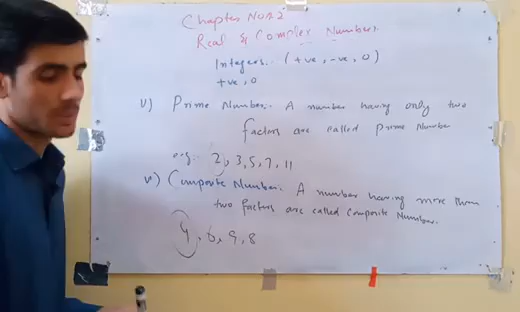 Chapter No# 2
Real & Complex Numbers.
Integers:- (+ve, -ve, 0)
+ve, 0
v) Prime Number:- A number having only two
factors are called Prime Number
e.g:- 2, 3, 5, 7, 11
vi) Composite Number:- A number having more than
two factors are called Composite Number.
4, 6, 9, 8